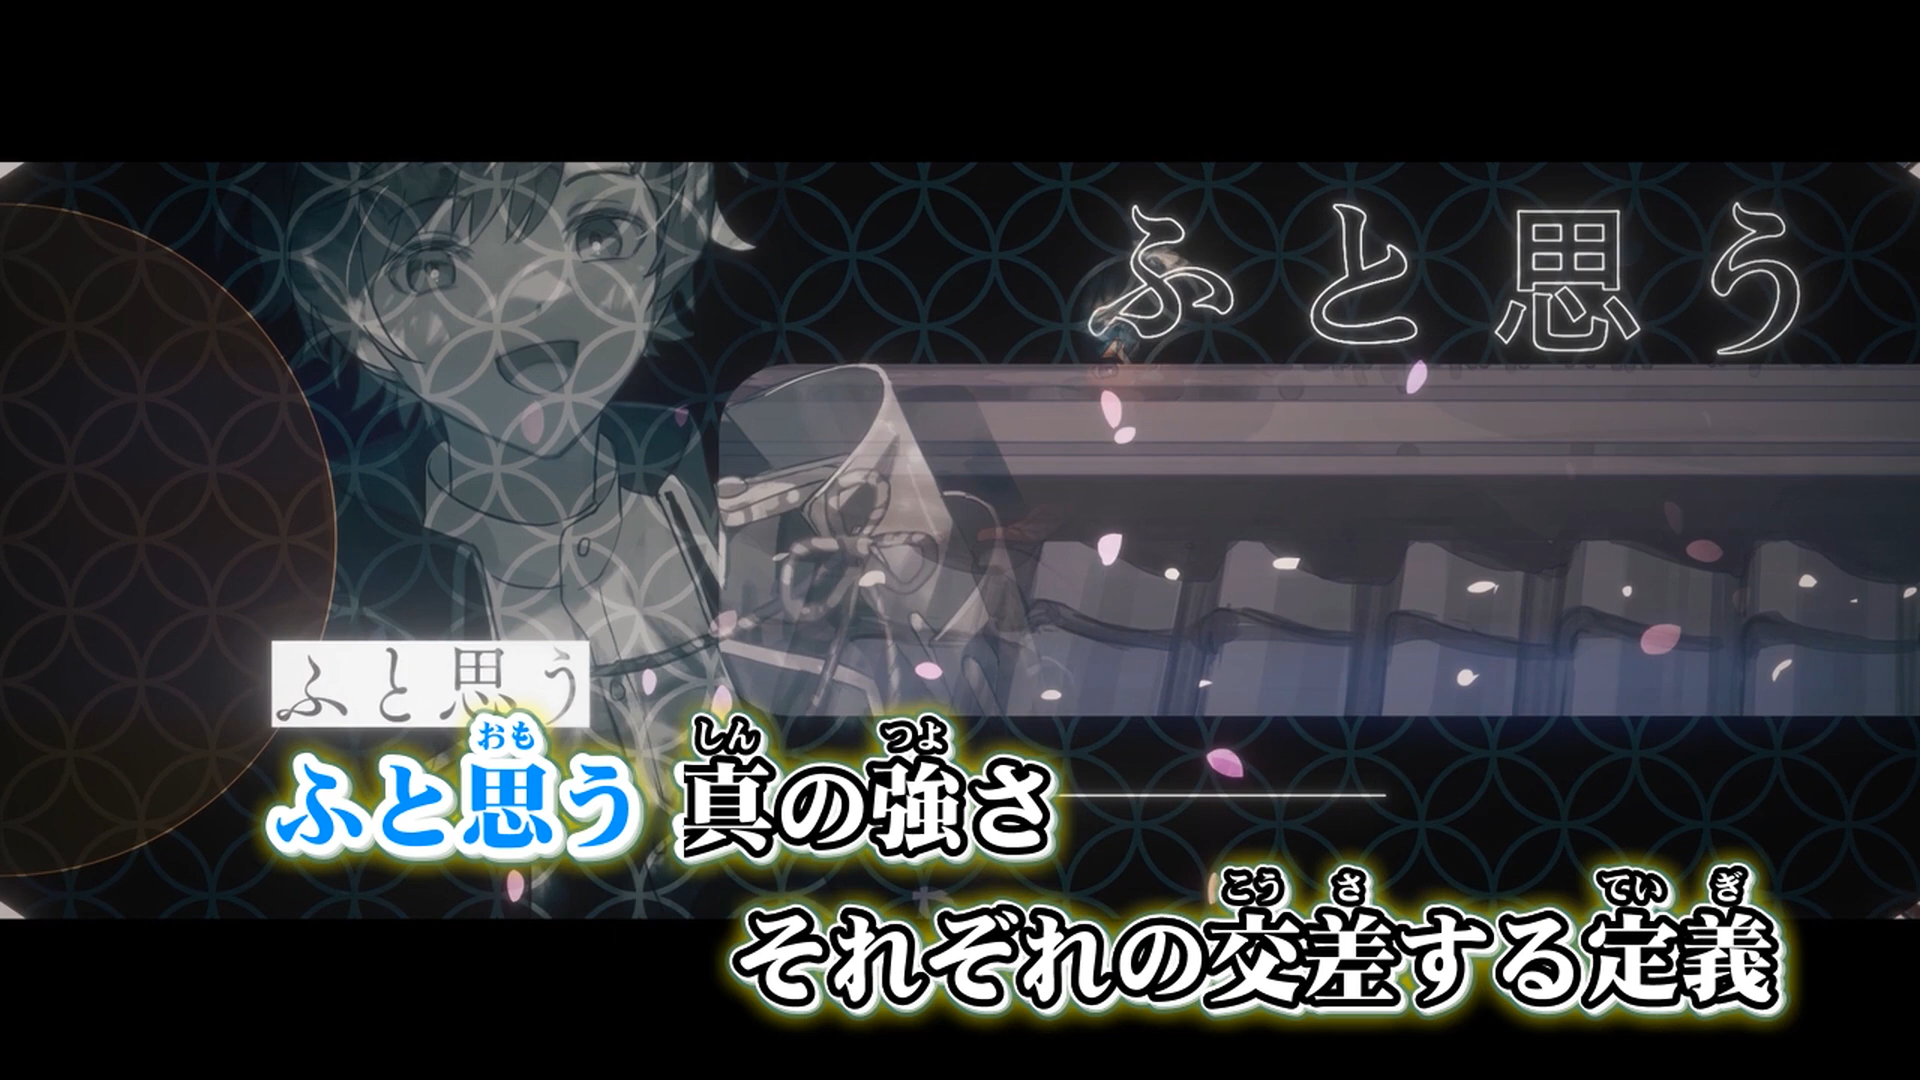 ふと思う
ふと思う
おも しん つよ
ふと思う 真の強さ
こう さ てい ぎ
それぞれの交差する定義